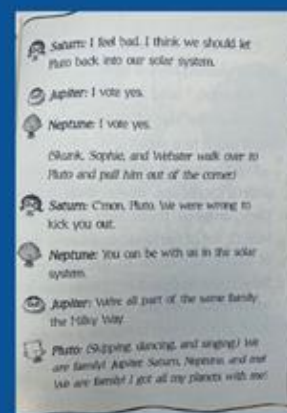 Saturn: I feel bad. I think we should let
Pluto back into our solar system.
Jupiter: I vote yes.
Neptune: I vote yes.
(Skunk, Sophie, and Webster walk over to
Pluto and pull him out of the corner)
Saturn: C'mon, Pluto. We were wrong to
kick you out.
Neptune: You can be with us in the solar
system.
Jupiter: We're all part of the same family
the Milky Way.
Pluto: (Skipping, dancing, and singing) We
are family! Jupiter Saturn, Neptune, and me!
We are family! I got all my planets with me!